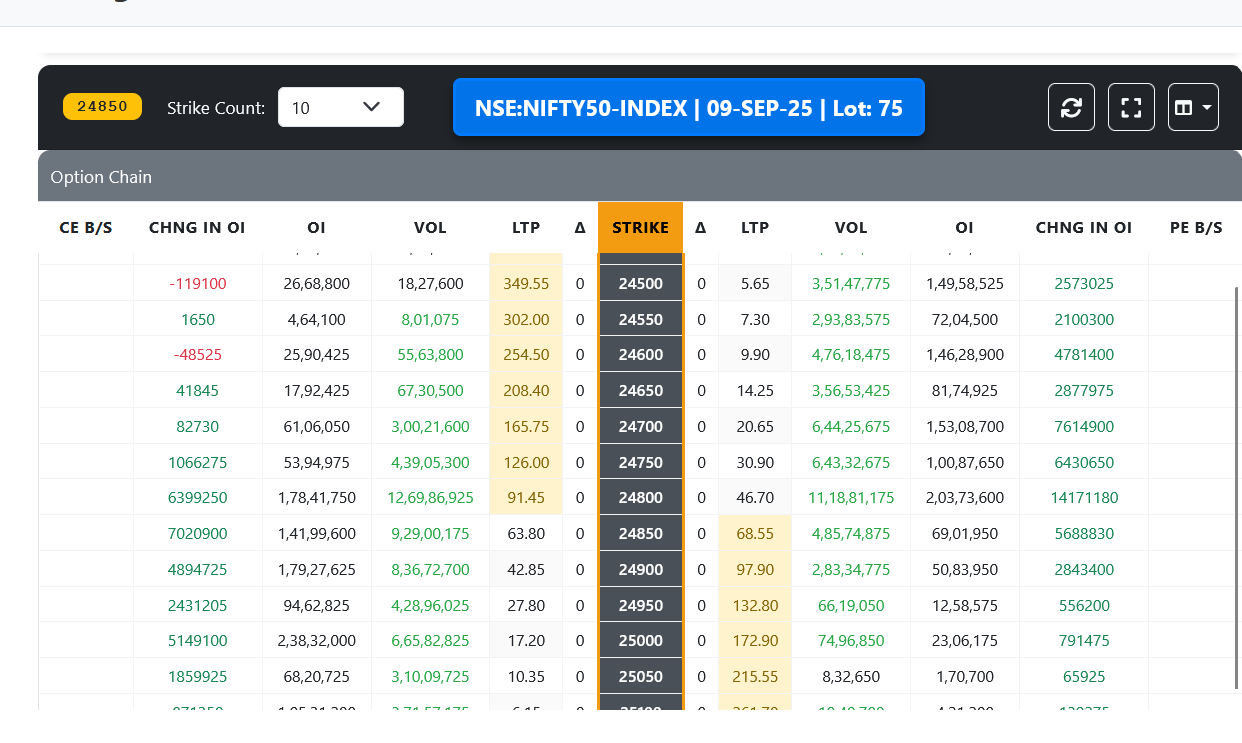 24850 Strike Count: 10 NSE:NIFTY50-INDEX | 09-SEP-25 | Lot: 75
Option Chain
CE B/S CHNG IN OI OI VOL LTP Δ STRIKE Δ LTP VOL OI CHNG IN OI PE B/S
-119100 26,68,800 18,27,600 349.55 0 24500 0 5.65 3,51,47,775 1,49,58,525 2573025
1650 4,64,100 8,01,075 302.00 0 24550 0 7.30 2,93,83,575 72,04,500 2100300
-48525 25,90,425 55,63,800 254.50 0 24600 0 9.90 4,76,18,475 1,46,28,900 4781400
41845 17,92,425 67,30,500 208.40 0 24650 0 14.25 3,56,53,425 81,74,925 2877975
82730 61,06,050 3,00,21,600 165.75 0 24700 0 20.65 6,44,25,675 1,53,08,700 7614900
1066275 53,94,975 4,39,05,300 126.00 0 24750 0 30.90 6,43,32,675 1,00,87,650 6430650
6399250 1,78,41,750 12,69,86,925 91.45 0 24800 0 46.70 11,18,81,175 2,03,73,600 14171180
7020900 1,41,99,600 9,29,00,175 63.80 0 24850 0 68.55 4,85,74,875 69,01,950 5688830
4894725 1,79,27,625 8,36,72,700 42.85 0 24900 0 97.90 2,83,34,775 50,83,950 2843400
2431205 94,62,825 4,28,96,025 27.80 0 24950 0 132.80 66,19,050 12,58,575 556200
5149100 2,38,32,000 6,65,82,825 17.20 0 25000 0 172.90 74,96,850 23,06,175 791475
1859925 68,20,725 3,10,09,725 10.35 0 25050 0 215.55 8,32,650 1,70,700 65925